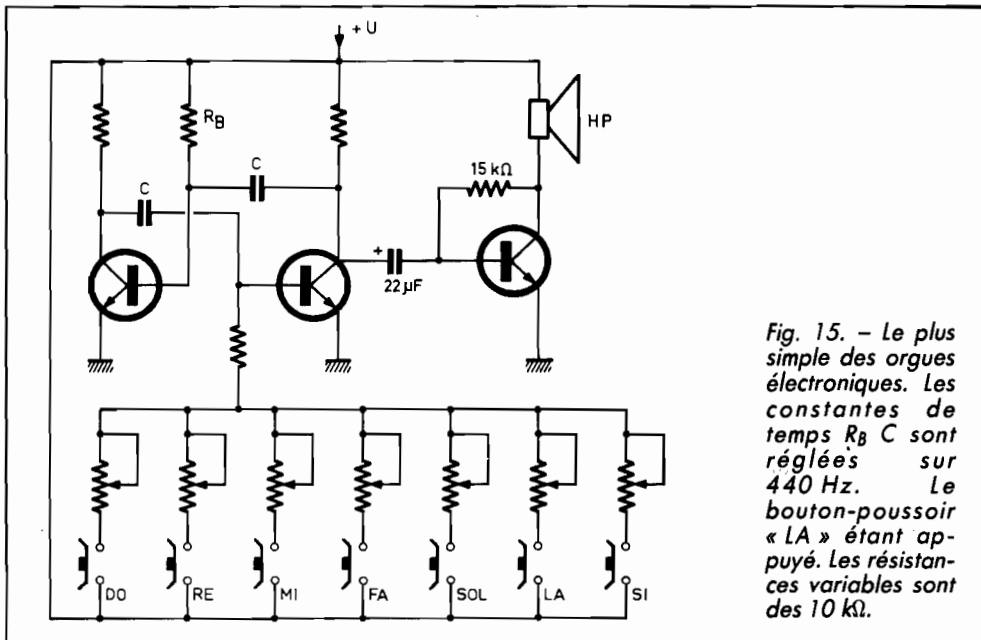 + U
R_B
HP
C
C
15 kΩ
+
22 µF
DO RE MI FA SOL LA SI
Fig. 15. – Le plus
simple des orgues
électroniques. Les
constantes de
temps R_B C sont
réglées sur
440 Hz. Le
bouton-poussoir
« LA » étant ap-
puyé. Les résistan-
ces variables sont
des 10 kΩ.